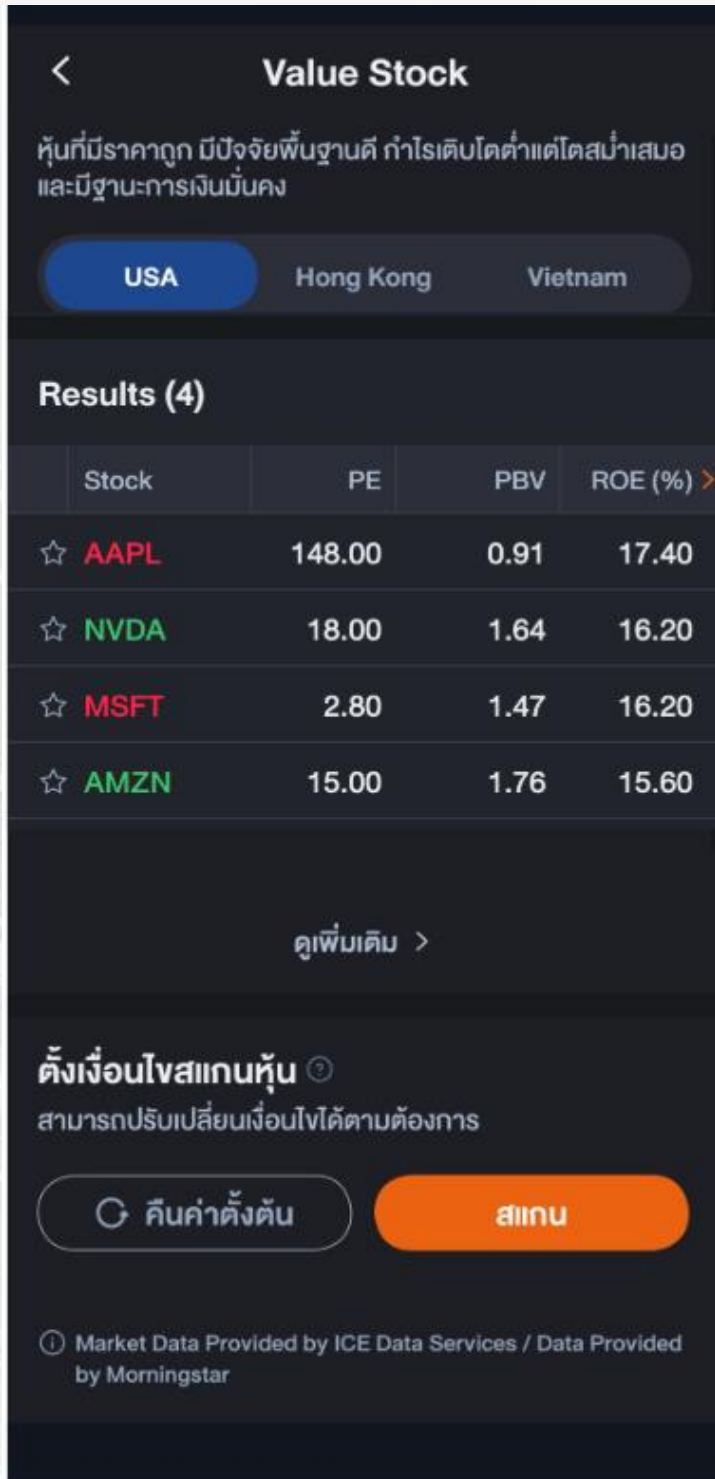 Value Stock
หุ้นที่มีราคาถูก มีปัจจัยพื้นฐานดี กำไรเติบโตต่ำแต่โตสม่ำเสมอ
และมีฐานะการเงินมั่นคง
USA Hong Kong Vietnam
Results (4)
Stock PE PBV ROE (%)
AAPL 148.00 0.91 17.40
NVDA 18.00 1.64 16.20
MSFT 2.80 1.47 16.20
AMZN 15.00 1.76 15.60
ดูเพิ่มเติม >
ตั้งเงื่อนไขสแกนหุ้น
สามารถปรับเปลี่ยนเงื่อนไขได้ตามต้องการ
คืนค่าตั้งต้น สแกน
Market Data Provided by ICE Data Services / Data Provided
by Morningstar